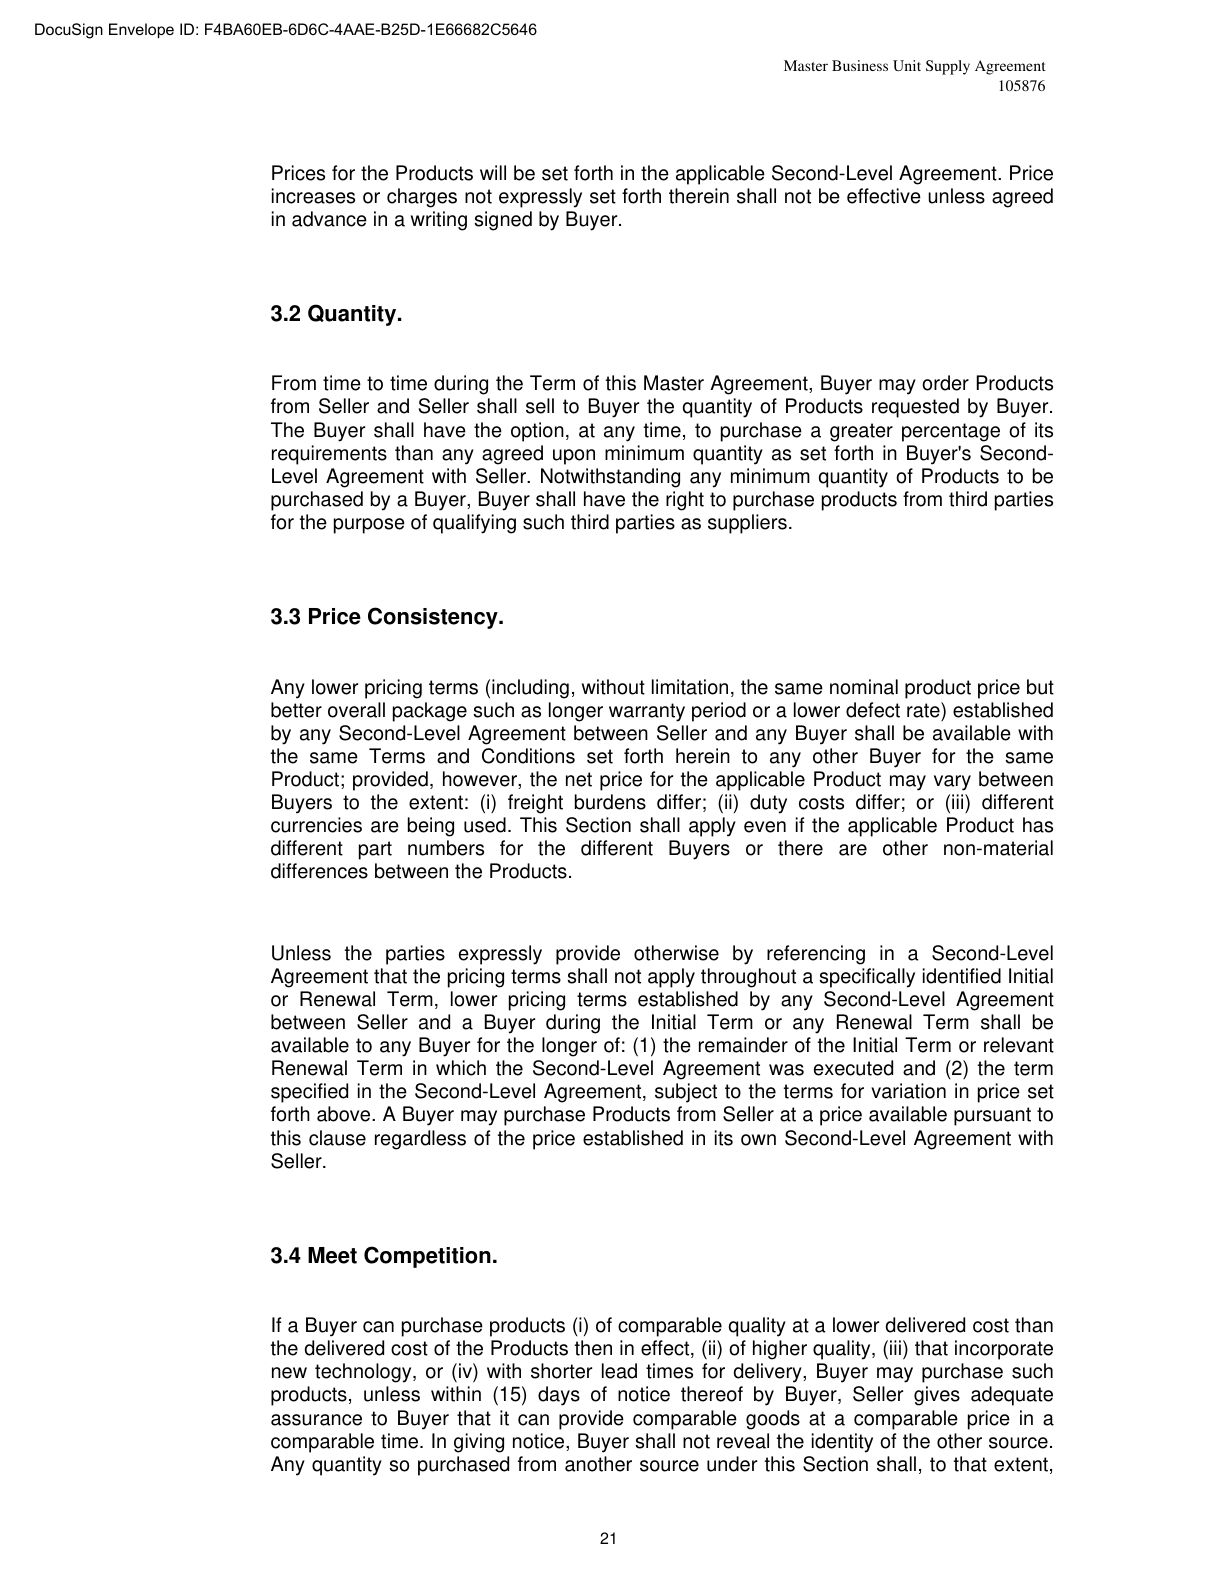 DocuSign Envelope ID: F4BA60EB-6D6C-4AAE-B25D-1E66682C5646
Master Business Unit Supply Agreement
105876
Prices for the Products will be set forth in the applicable Second-Level Agreement. Price
increases or charges not expressly set forth therein shall not be effective unless agreed
in advance in a writing signed by Buyer.
3.2 Quantity.
From time to time during the Term of this Master Agreement, Buyer may order Products
from Seller and Seller shall sell to Buyer the quantity of Products requested by Buyer.
The Buyer shall have the option, at any time, to purchase a greater percentage of its
requirements than any agreed upon minimum quantity as set forth in Buyer's Second-
Level Agreement with Seller. Notwithstanding any minimum quantity of Products to be
purchased by a Buyer, Buyer shall have the right to purchase products from third parties
for the purpose of qualifying such third parties as suppliers.
3.3 Price Consistency.
Any lower pricing terms (including, without limitation, the same nominal product price but
better overall package such as longer warranty period or a lower defect rate) established
by any Second-Level Agreement between Seller and any Buyer shall be available with
the same Terms and Conditions set forth herein to any other Buyer for the same
Product; provided, however, the net price for the applicable Product may vary between
Buyers to the extent: (i) freight burdens differ; (ii) duty costs differ; or (iii) different
currencies are being used. This Section shall apply even if the applicable Product has
different part numbers for the different Buyers or there are other non-material
differences between the Products.
Unless the parties expressly provide otherwise by referencing in a Second-Level
Agreement that the pricing terms shall not apply throughout a specifically identified Initial
or Renewal Term, lower pricing terms established by any Second-Level Agreement
between Seller and a Buyer during the Initial Term or any Renewal Term shall be
available to any Buyer for the longer of: (1) the remainder of the Initial Term or relevant
Renewal Term in which the Second-Level Agreement was executed and (2) the term
specified in the Second-Level Agreement, subject to the terms for variation in price set
forth above. A Buyer may purchase Products from Seller at a price available pursuant to
this clause regardless of the price established in its own Second-Level Agreement with
Seller.
3.4 Meet Competition.
If a Buyer can purchase products (i) of comparable quality at a lower delivered cost than
the delivered cost of the Products then in effect, (ii) of higher quality, (iii) that incorporate
new technology, or (iv) with shorter lead times for delivery, Buyer may purchase such
products, unless within (15) days of notice thereof by Buyer, Seller gives adequate
assurance to Buyer that it can provide comparable goods at a comparable price in a
comparable time. In giving notice, Buyer shall not reveal the identity of the other source.
Any quantity so purchased from another source under this Section shall, to that extent,
21